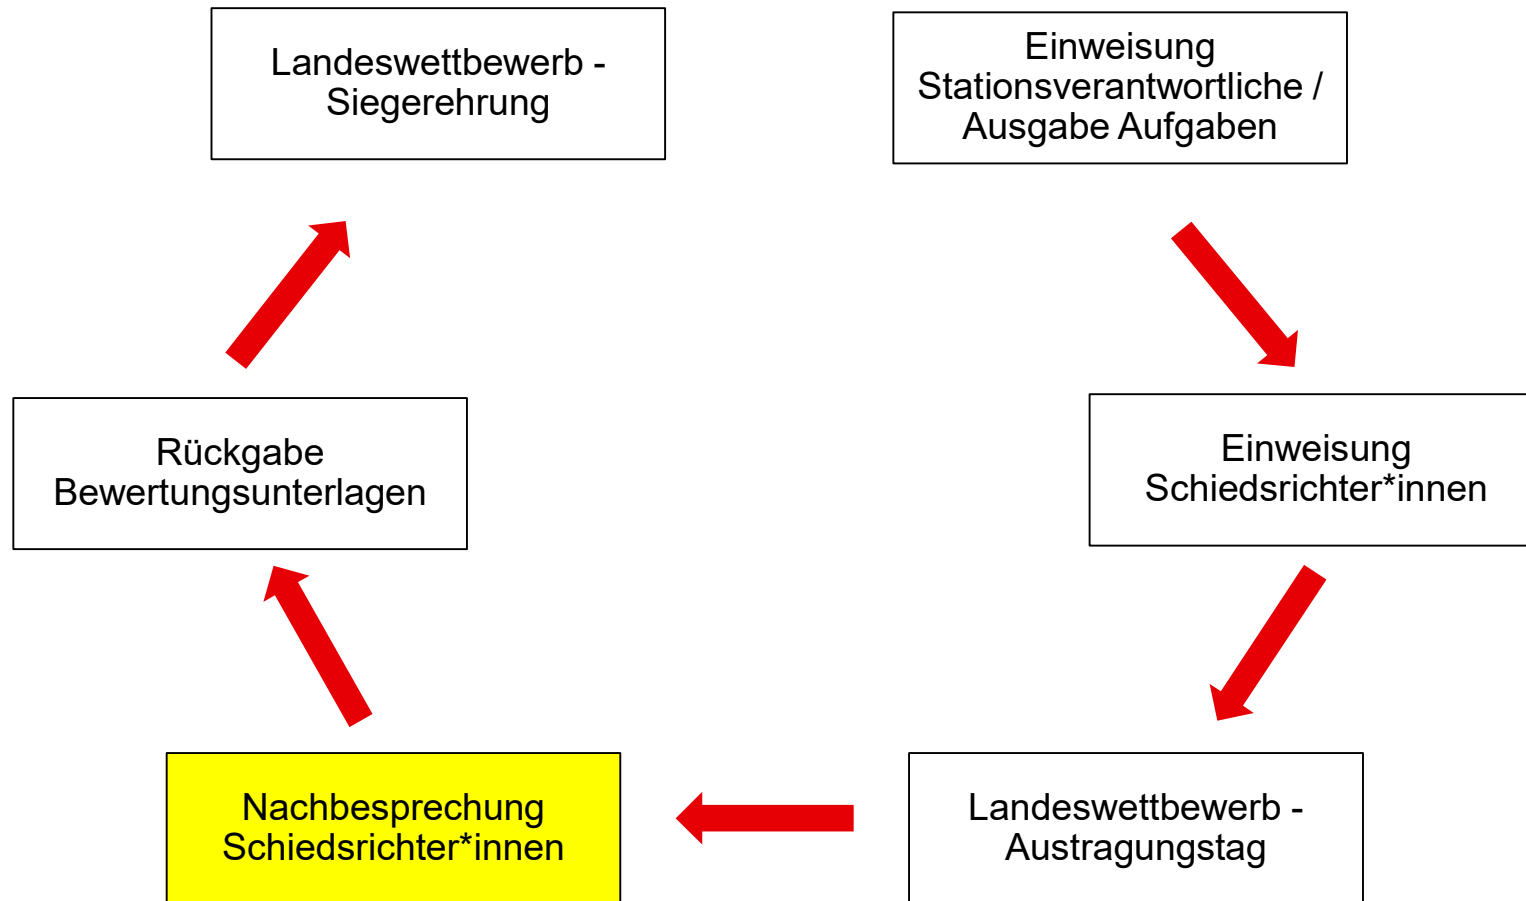 Landeswettbewerb -
Siegerehrung
Einweisung
Stationsverantwortliche /
Ausgabe Aufgaben
Rückgabe
Bewertungsunterlagen
Einweisung
Schiedsrichter*innen
Nachbesprechung
Schiedsrichter*innen
Landeswettbewerb -
Austragungstag